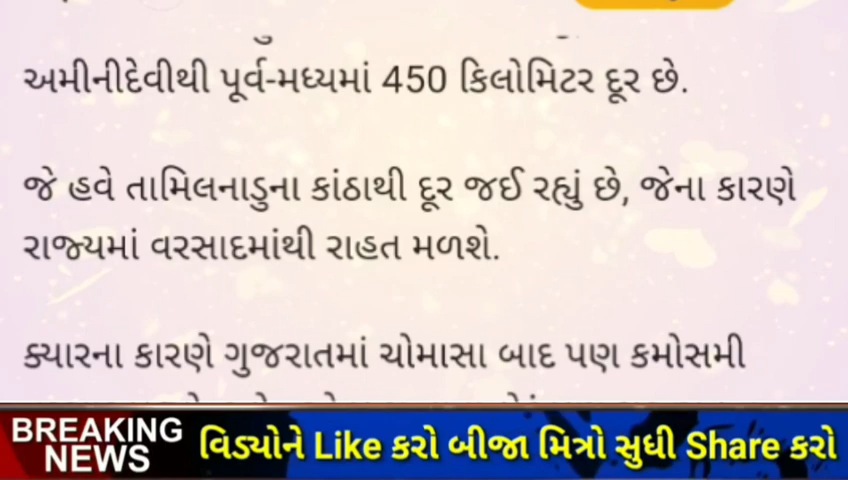 અમીનીદેવીથી પૂર્વ-મધ્યમાં 450 કિલોમિટર દૂર છે.
જે હવે તામિલનાડુના કાંઠાથી દૂર જઈ રહ્યું છે, જેના કારણે
રાજ્યમાં વરસાદમાંથી રાહત મળશે.
ક્યારના કારણે ગુજરાતમાં ચોમાસા બાદ પણ કમોસમી
BREAKING
NEWS
વિડ્યોને Like કરો બીજા મિત્રો સુધી Share કરો